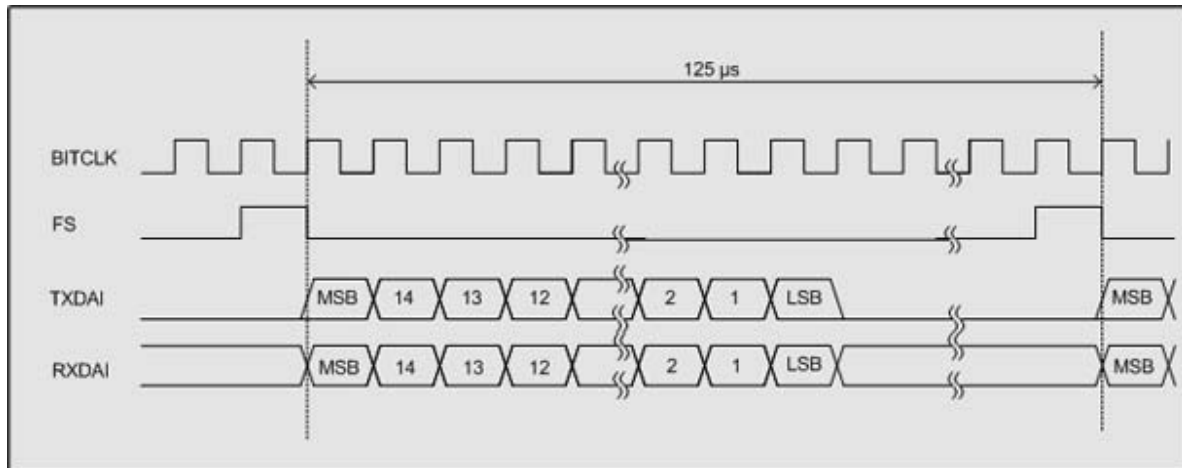 125 µs
BITCLK
FS
TXDAI MSB 14 13 12 2 1 LSB MSB
RXDAI MSB 14 13 12 2 1 LSB MSB